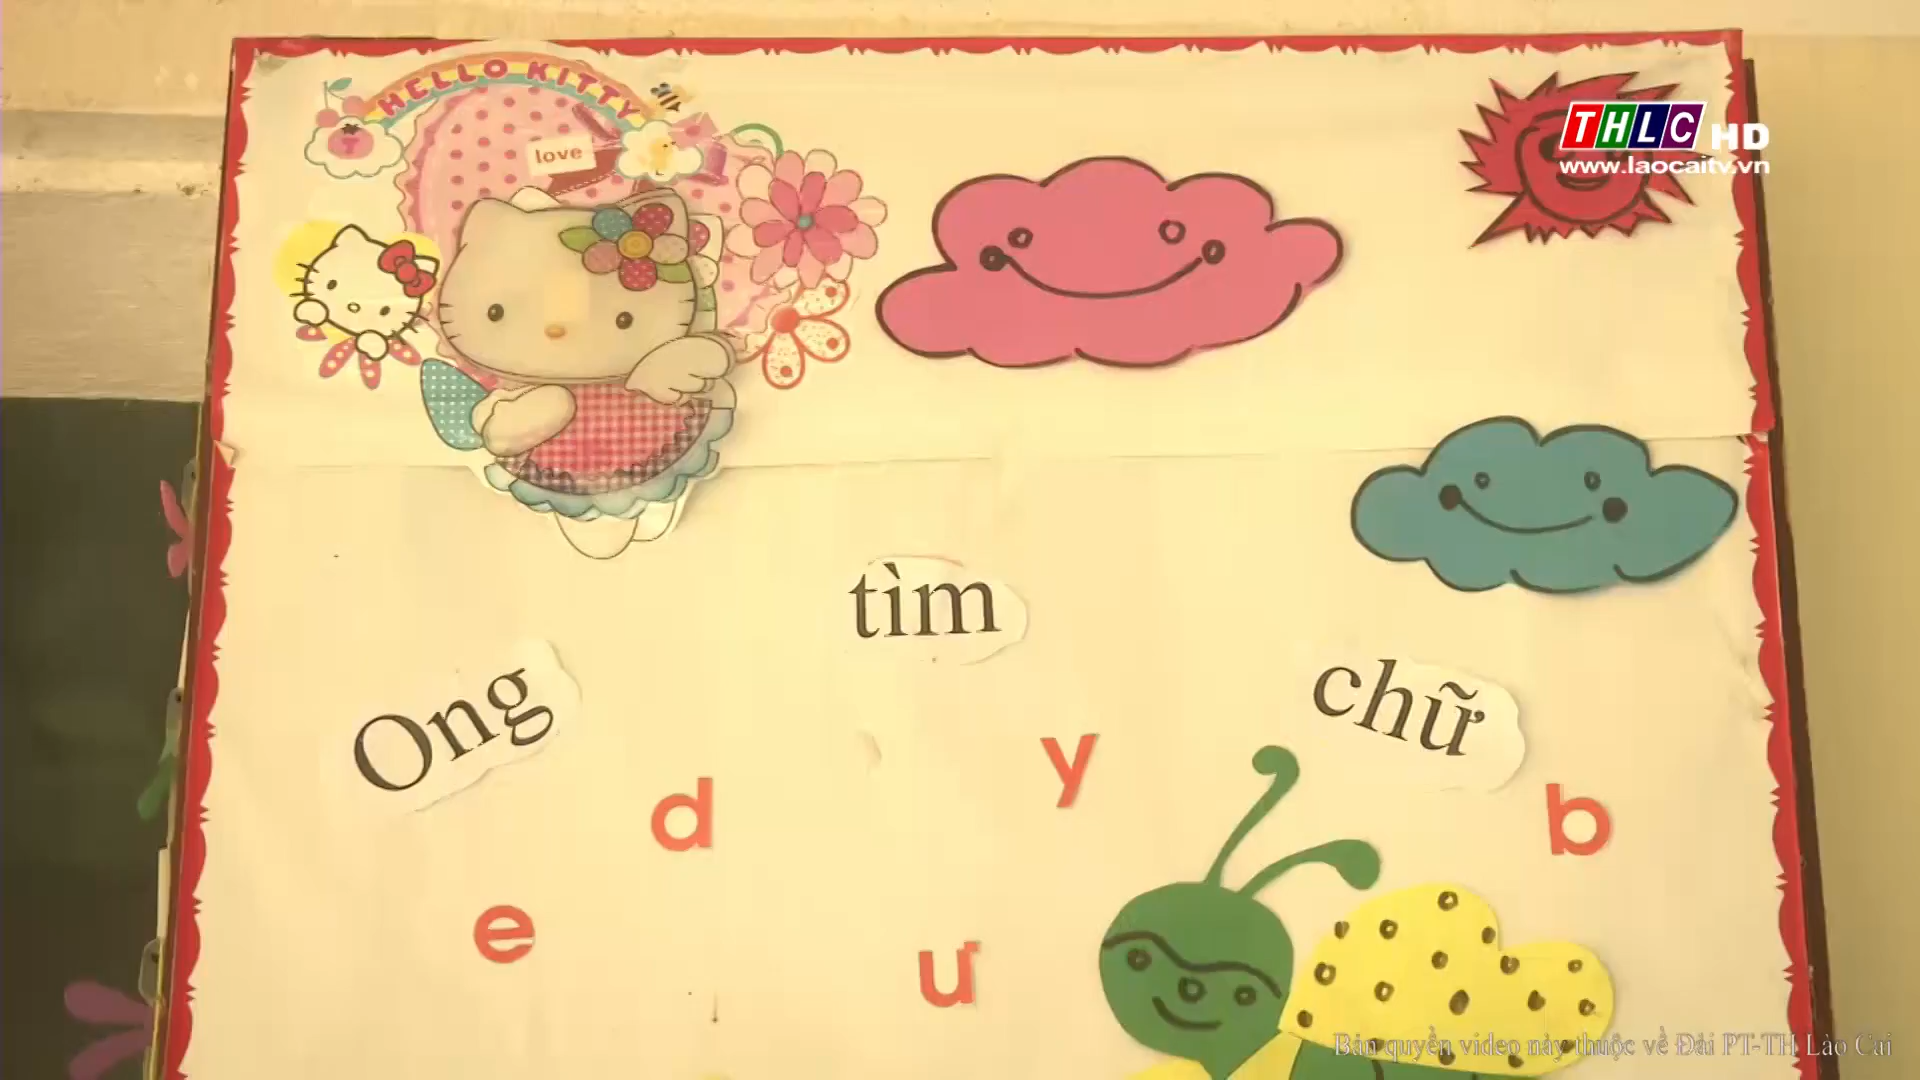 HELLO KITTY
love
THLC HD
www.laocaitv.vn
Ong tìm chữ
d y b
e ư
Bản quyền video này thuộc về Đài PT-TH Lào Cai